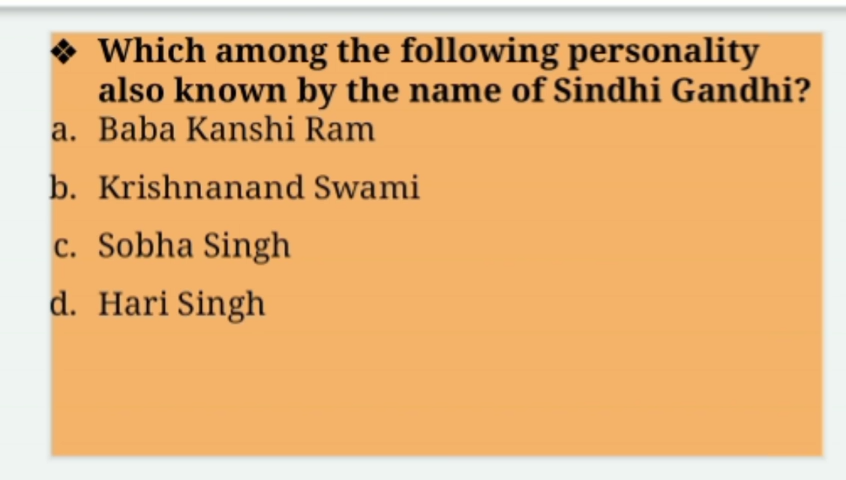 ❖ Which among the following personality
also known by the name of Sindhi Gandhi?
a. Baba Kanshi Ram
b. Krishnanand Swami
c. Sobha Singh
d. Hari Singh